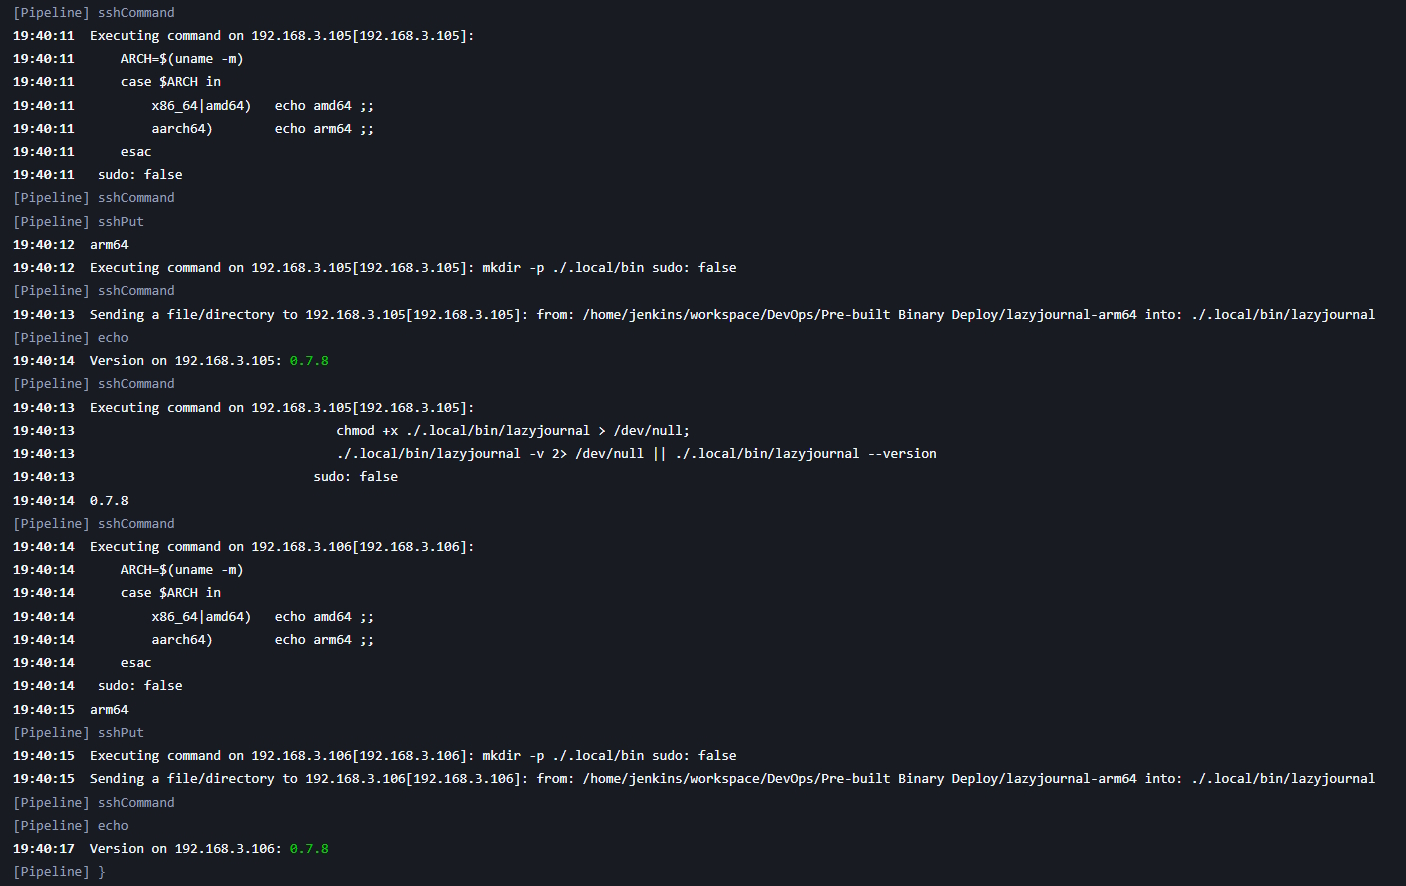 [Pipeline] sshCommand
19:40:11  Executing command on 192.168.3.105[192.168.3.105]:
19:40:11      ARCH=$(uname -m)
19:40:11      case $ARCH in
19:40:11          x86_64|amd64)   echo amd64 ;;
19:40:11          aarch64)        echo arm64 ;;
19:40:11      esac
19:40:11   sudo: false
[Pipeline] sshCommand
[Pipeline] sshPut
19:40:12  arm64
19:40:12  Executing command on 192.168.3.105[192.168.3.105]: mkdir -p ./.local/bin sudo: false
[Pipeline] sshCommand
19:40:13  Sending a file/directory to 192.168.3.105[192.168.3.105]: from: /home/jenkins/workspace/DevOps/Pre-built Binary Deploy/lazyjournal-arm64 into: ./.local/bin/lazyjournal
[Pipeline] echo
19:40:14  Version on 192.168.3.105: 0.7.8
[Pipeline] sshCommand
19:40:13  Executing command on 192.168.3.105[192.168.3.105]:
19:40:13                                  chmod +x ./.local/bin/lazyjournal > /dev/null;
19:40:13                                  ./.local/bin/lazyjournal -v 2> /dev/null || ./.local/bin/lazyjournal --version
19:40:13                               sudo: false
19:40:14  0.7.8
[Pipeline] sshCommand
19:40:14  Executing command on 192.168.3.106[192.168.3.106]:
19:40:14      ARCH=$(uname -m)
19:40:14      case $ARCH in
19:40:14          x86_64|amd64)   echo amd64 ;;
19:40:14          aarch64)        echo arm64 ;;
19:40:14      esac
19:40:14   sudo: false
19:40:15  arm64
[Pipeline] sshPut
19:40:15  Executing command on 192.168.3.106[192.168.3.106]: mkdir -p ./.local/bin sudo: false
19:40:15  Sending a file/directory to 192.168.3.106[192.168.3.106]: from: /home/jenkins/workspace/DevOps/Pre-built Binary Deploy/lazyjournal-arm64 into: ./.local/bin/lazyjournal
[Pipeline] sshCommand
[Pipeline] echo
19:40:17  Version on 192.168.3.106: 0.7.8
[Pipeline] }